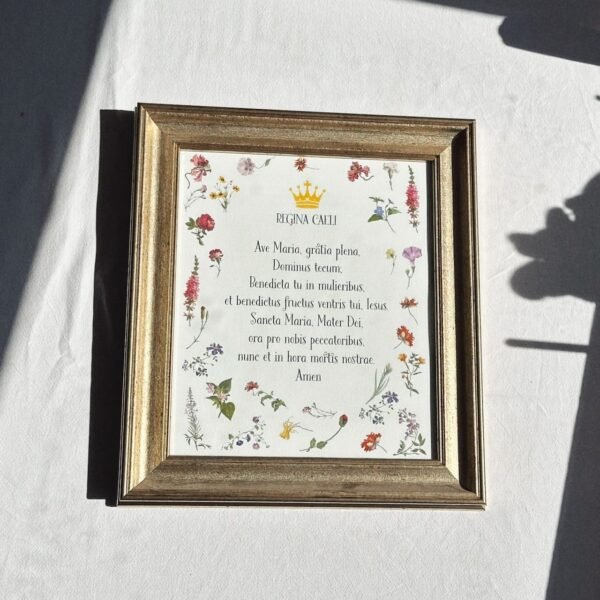 REGINA CAELI
Ave Maria, gratia plena,
Dominus tecum;
Benedicta tu in mulieribus,
et benedictus fructus ventris tui, Iesus.
Sancta Maria, Mater Dei,
ora pro nobis peccatoribus,
nunc et in hora mortis nostrae.
Amen